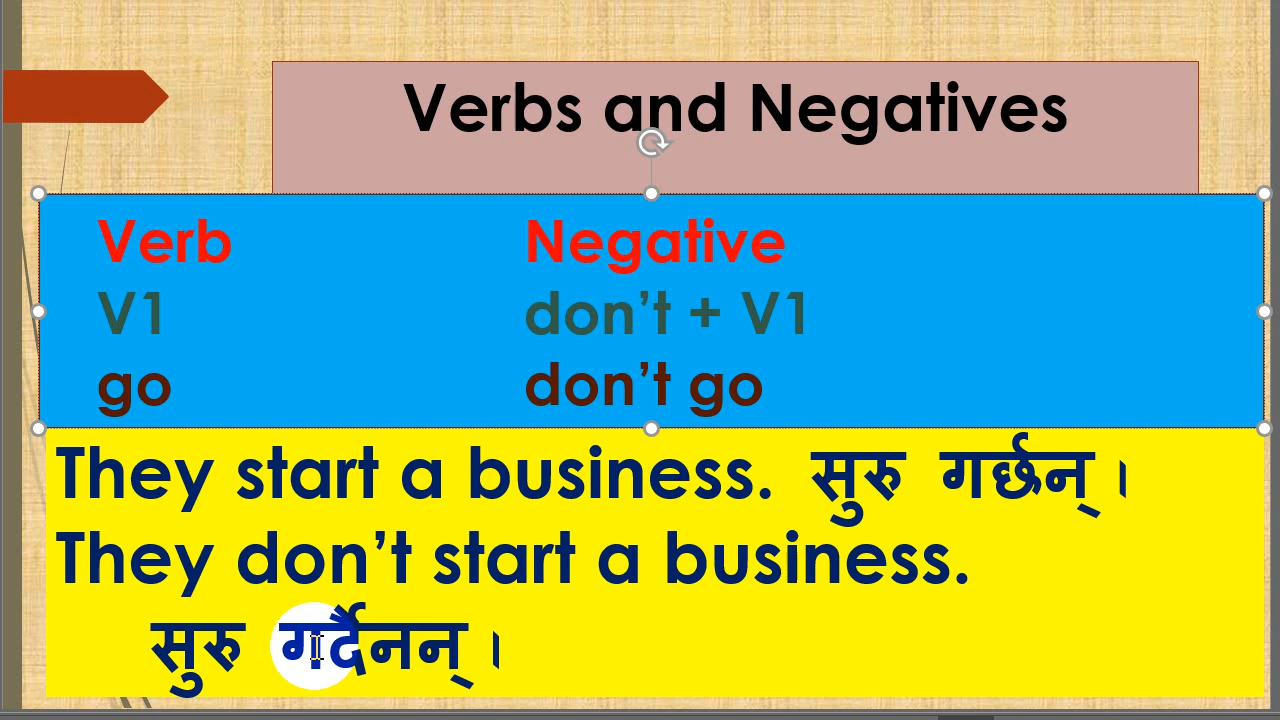 Verbs and Negatives
Verb Negative
V1 don't + V1
go don't go
They start a business. सुरु गर्छन् ।
They don't start a business.
सुरु गर्दैनन् ।